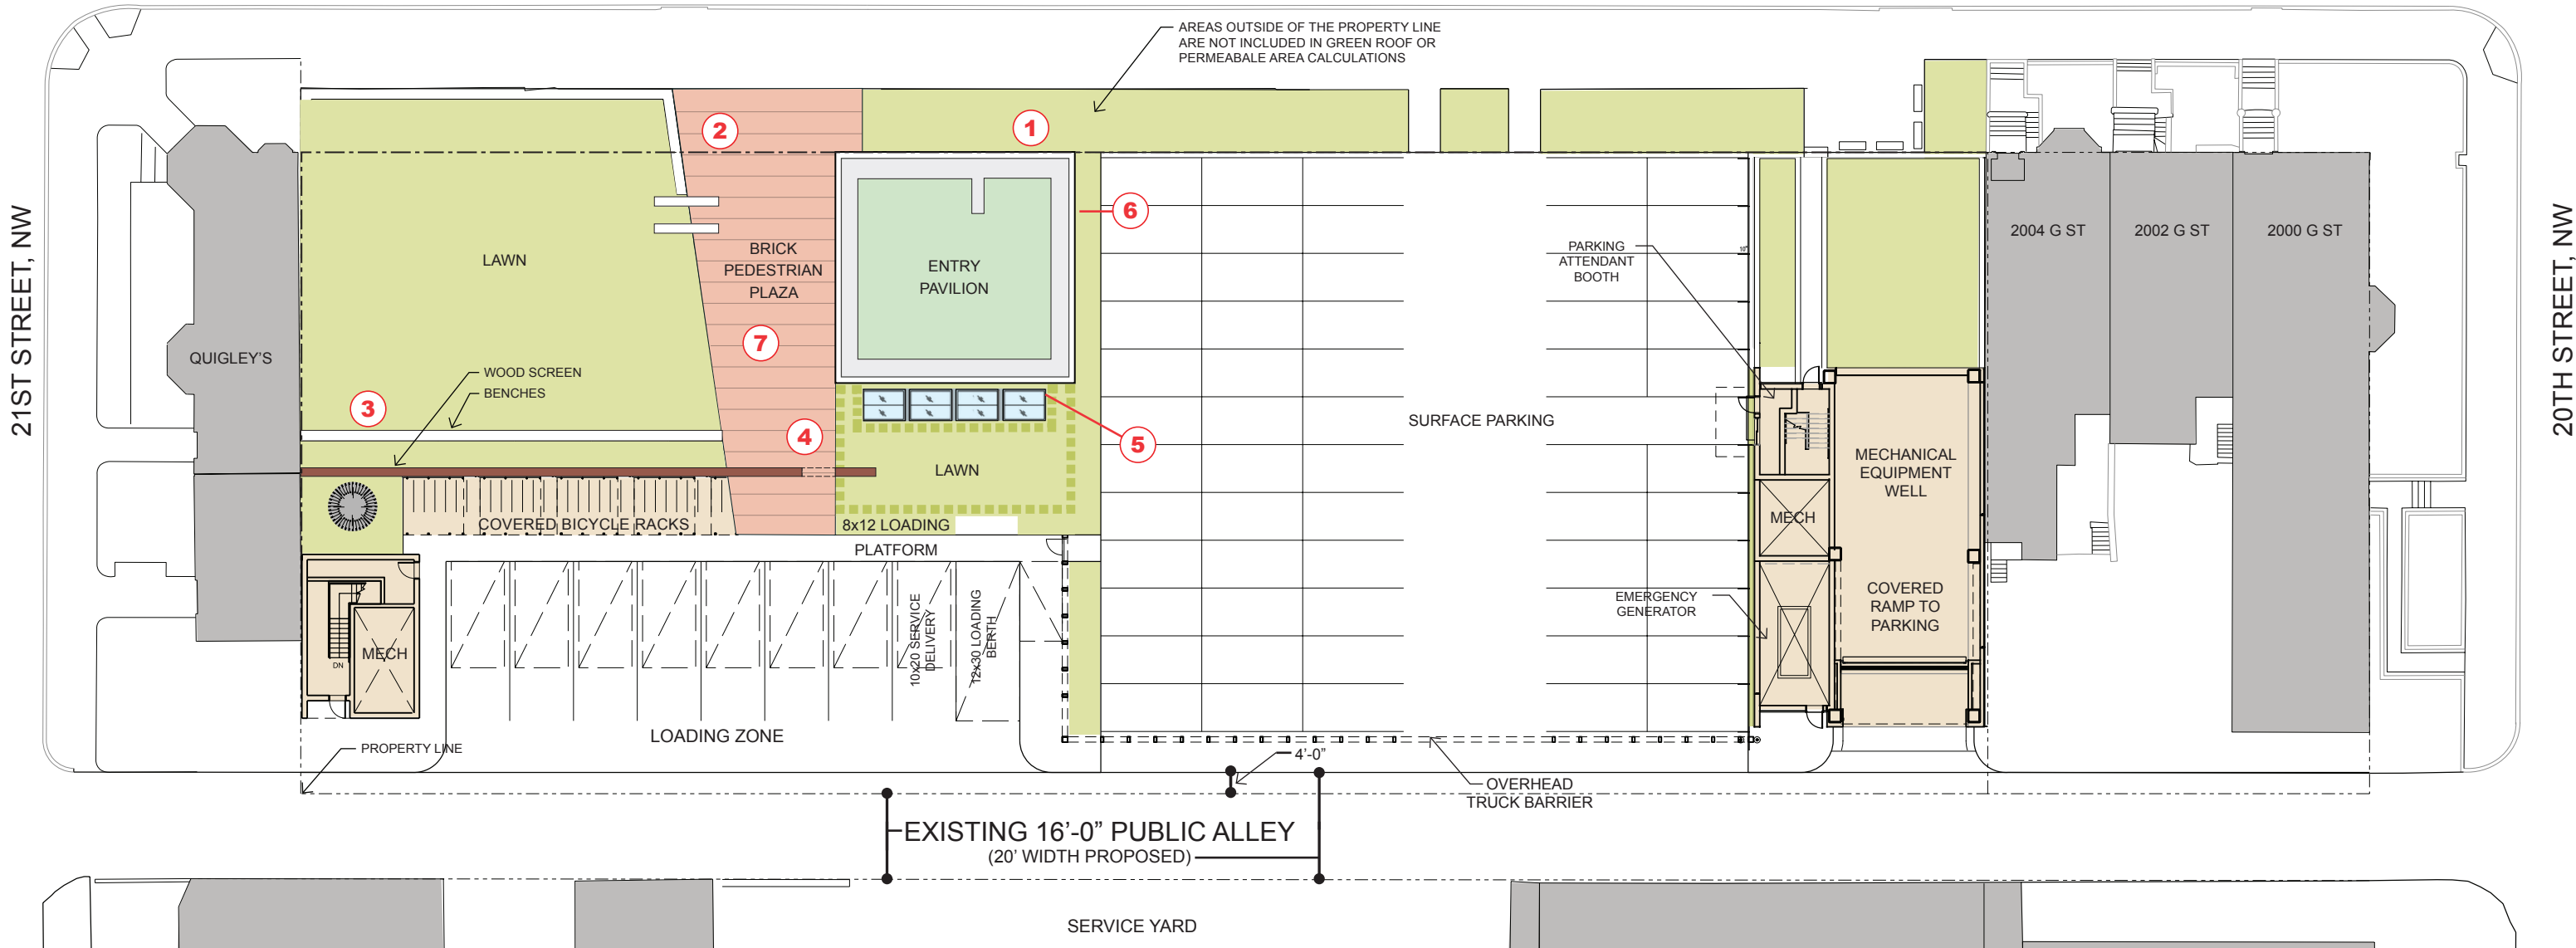 AREAS OUTSIDE OF THE PROPERTY LINE
ARE NOT INCLUDED IN GREEN ROOF OR
PERMEABALE AREA CALCULATIONS
1
2
6
21ST STREET, NW
20TH STREET, NW
LAWN
BRICK
PEDESTRIAN
PLAZA
ENTRY
PAVILION
PARKING
ATTENDANT
BOOTH
2004 G ST
2002 G ST
2000 G ST
QUIGLEY'S
7
WOOD SCREEN
BENCHES
3
4
5
SURFACE PARKING
LAWN
MECHANICAL
EQUIPMENT
WELL
MECH
COVERED BICYCLE RACKS
8x12 LOADING
PLATFORM
10x20 SERVICE
DELIVERY
12x30 LOADING
BERTH
EMERGENCY
GENERATOR
COVERED
RAMP TO
PARKING
MECH
DN
LOADING ZONE
PROPERTY LINE
4'-0"
OVERHEAD
TRUCK BARRIER
EXISTING 16'-0" PUBLIC ALLEY
(20' WIDTH PROPOSED)
SERVICE YARD